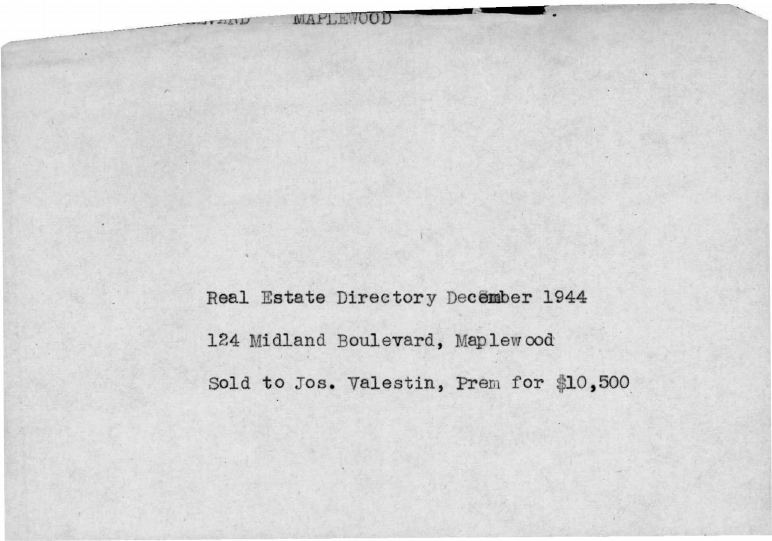 MAPLEWOOD
Real Estate Directory December 1944
124 Midland Boulevard, Maplewood
Sold to Jos. Valestin, Prem for $10,500